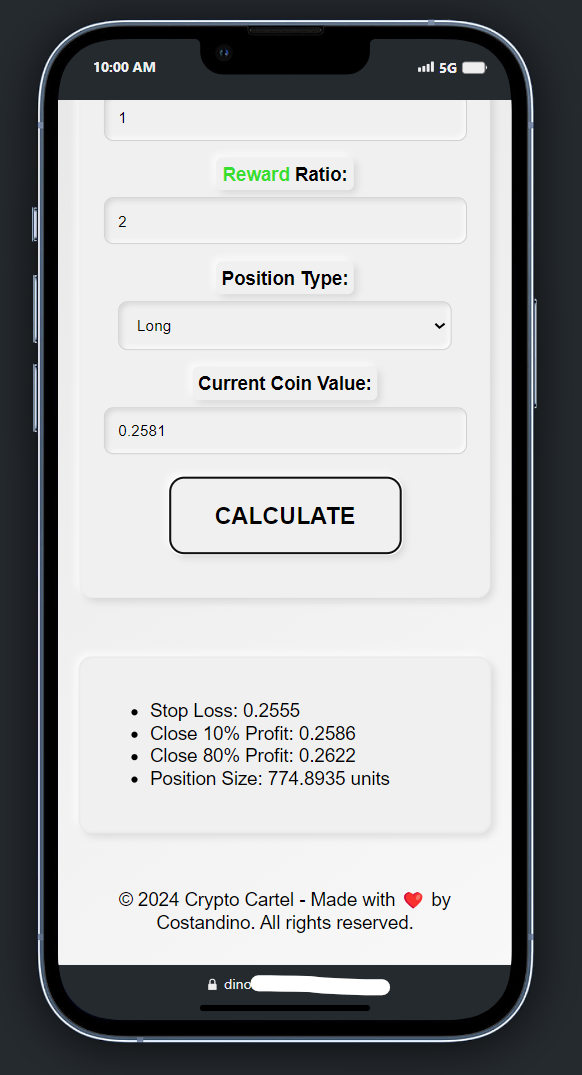 10:00 AM
5G
1
Reward Ratio:
2
Position Type:
Long
Current Coin Value:
0.2581
CALCULATE
• Stop Loss: 0.2555
• Close 10% Profit: 0.2586
• Close 80% Profit: 0.2622
• Position Size: 774.8935 units
© 2024 Crypto Cartel - Made with ❤️ by
Costandino. All rights reserved.
dino